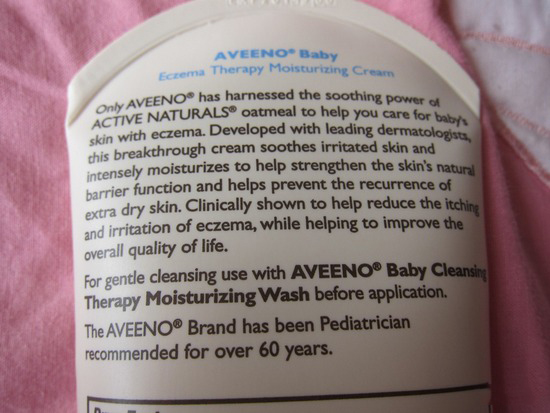 AVEENO® Baby
Eczema Therapy Moisturizing Cream
Only AVEENO® has harnessed the soothing power of
ACTIVE NATURALS® oatmeal to help you care for baby's
skin with eczema. Developed with leading dermatologists,
this breakthrough cream soothes irritated skin and
intensely moisturizes to help strengthen the skin's natural
barrier function and helps prevent the recurrence of
extra dry skin. Clinically shown to help reduce the itching
and irritation of eczema, while helping to improve the
overall quality of life.
For gentle cleansing use with AVEENO® Baby Cleansing
Therapy Moisturizing Wash before application.
The AVEENO® Brand has been Pediatrician
recommended for over 60 years.